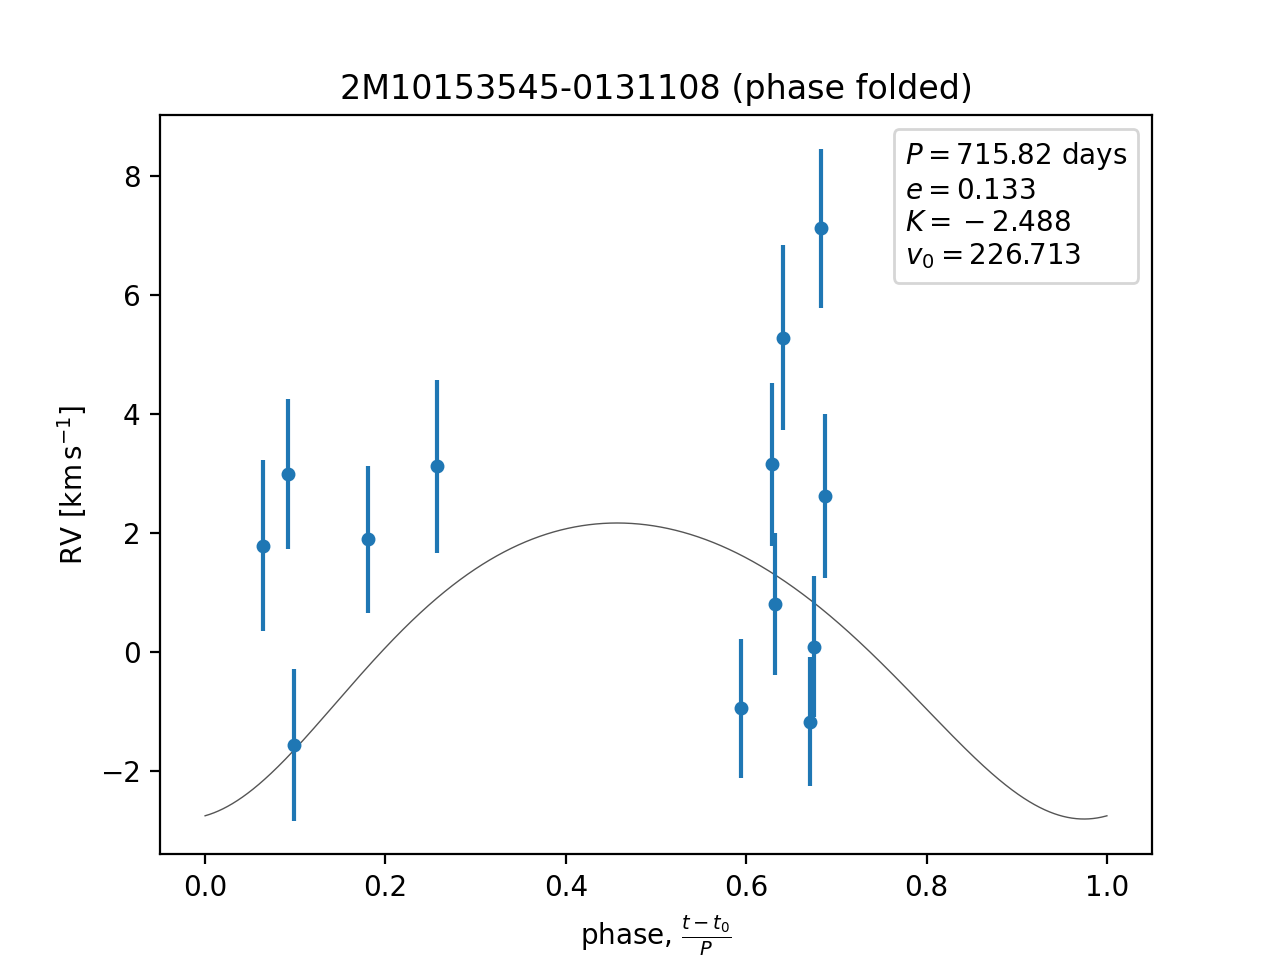 2M10153545-0131108 (phase folded)
P = 715.82 days
e = 0.133
K = −2.488
v₀ = 226.713
8
6
4
2
0
−2
RV [km s⁻¹]
0.0 0.2 0.4 0.6 0.8 1.0
phase, (t − t₀)/P